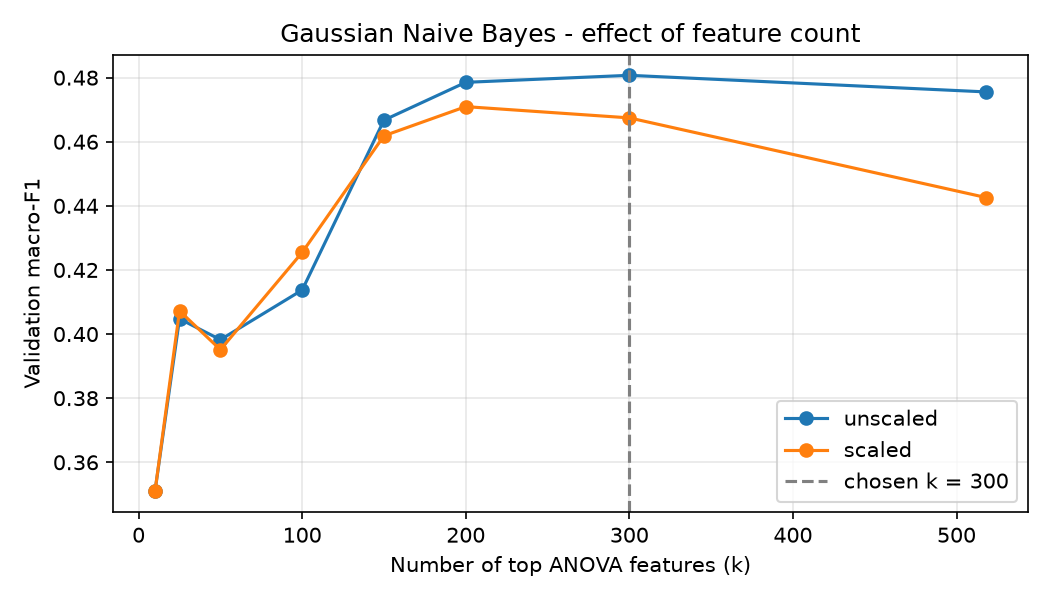 Gaussian Naive Bayes - effect of feature count
Validation macro-F1
0.48
0.46
0.44
0.42
0.40
0.38
0.36
unscaled
scaled
chosen k = 300
0 100 200 300 400 500
Number of top ANOVA features (k)